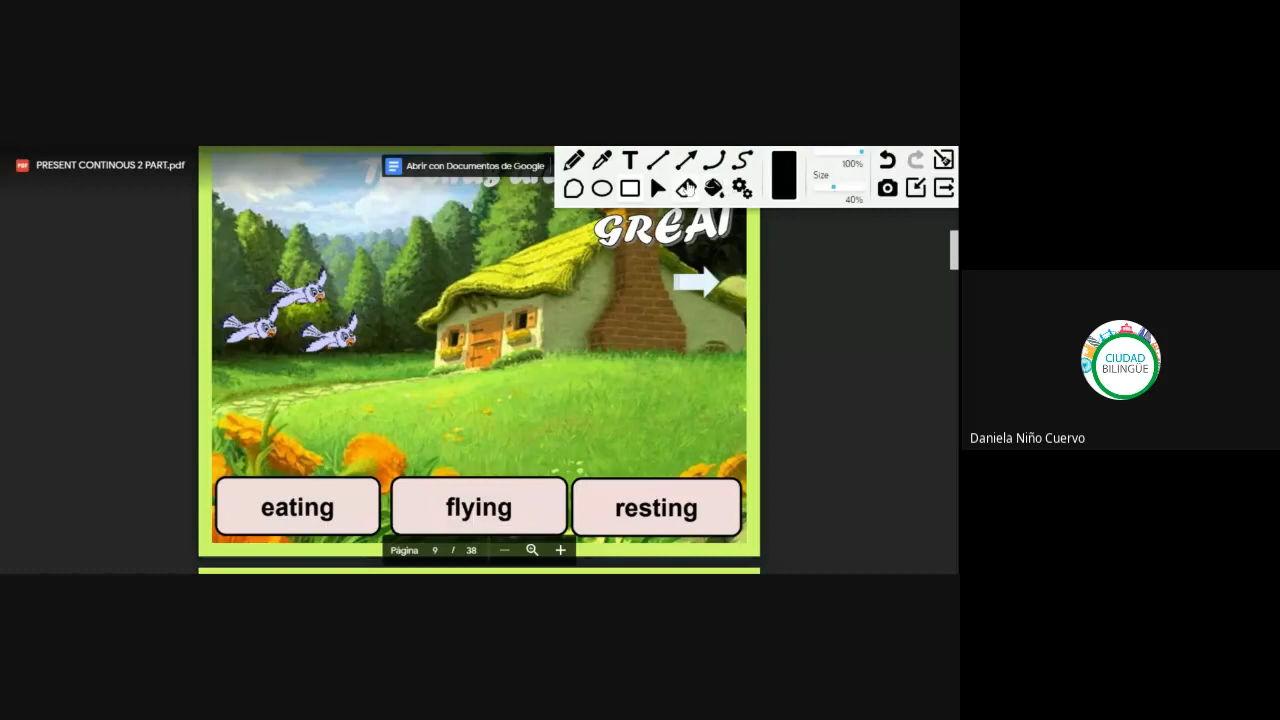 PRESENT CONTINOUS 2 PART.pdf
Abrir con Documentos de Google
T
100%
Size
40%
GREAT
eating
flying
resting
Página 9 / 38
CIUDAD
BILINGÜE
Daniela Niño Cuervo